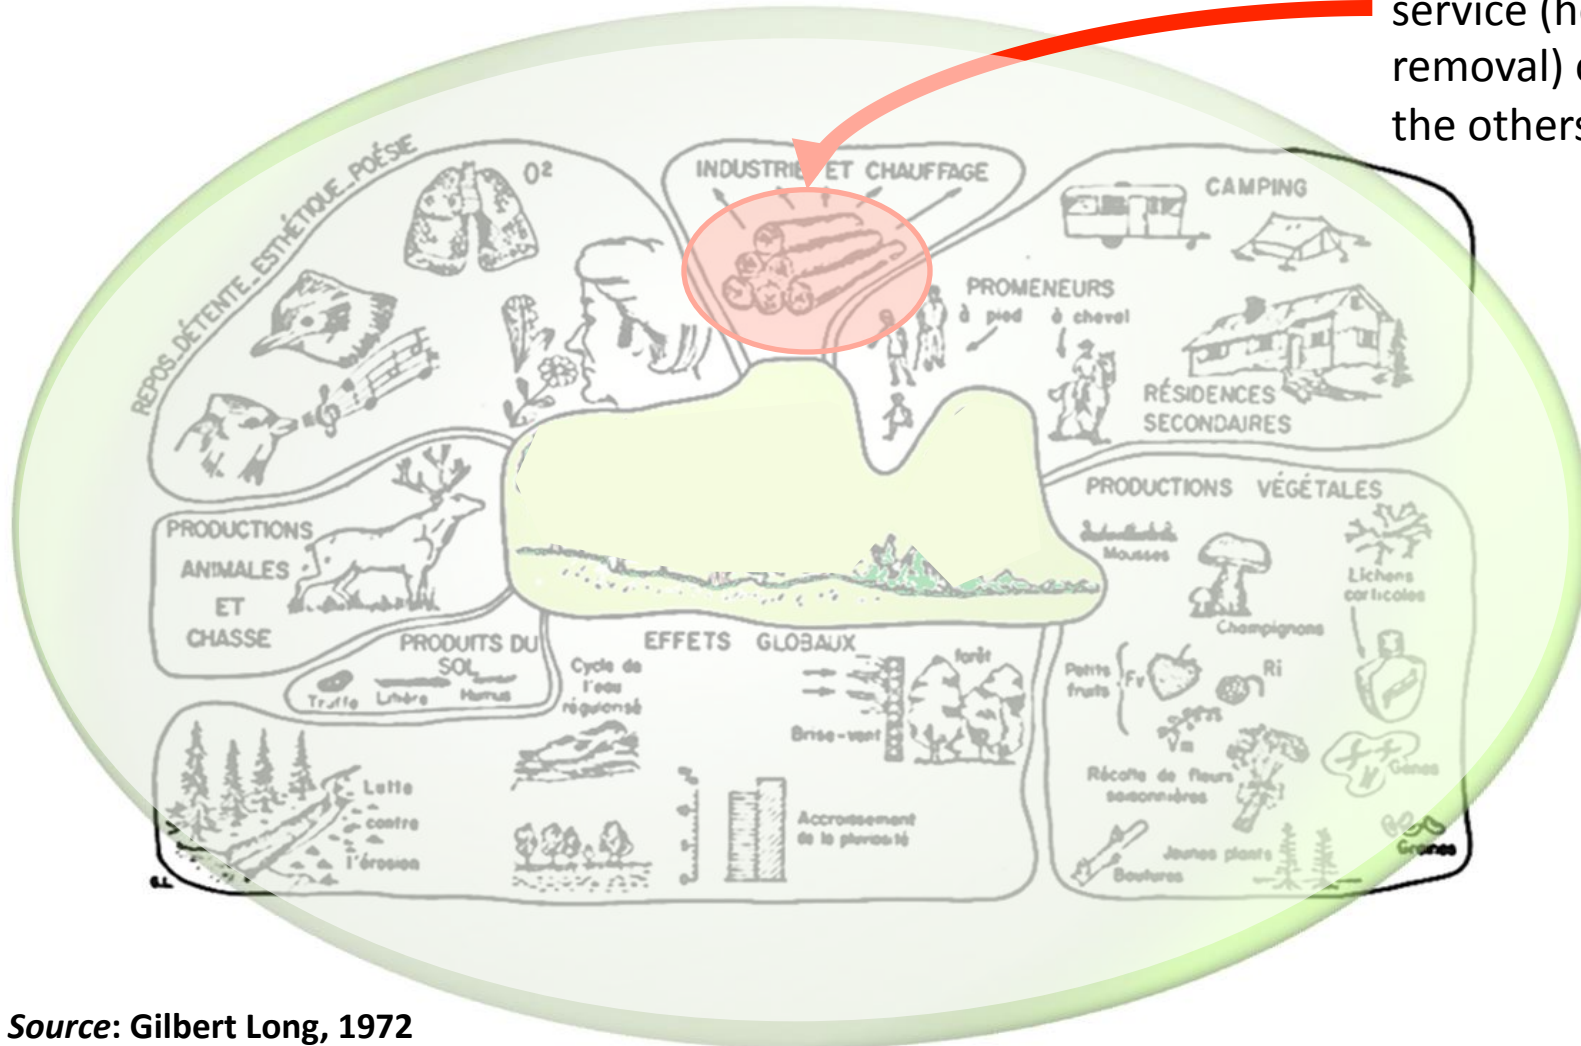 service (h
removal)
the others
REPOS_DÉTENTE_ESTHÉTIQUE_POÉSIE
O²
INDUSTRIE ET CHAUFFAGE
CAMPING
PROMENEURS
à pied à cheval
RÉSIDENCES
SECONDAIRES
PRODUCTIONS
ANIMALES
ET
CHASSE
PRODUITS DU
SOL
Truffe Litière Humus
EFFETS GLOBAUX
Cycle de
l'eau
forêt
Brise-vent
Lutte
contre
l'érosion
Accroissement
de la pluviosité
PRODUCTIONS VÉGÉTALES
Mousses
Champignons
Lichens
corticoles
Petits
fruits
Fv
Ri
Vm
Récolte de fleurs
saisonnières
Gènes
Jeunes plants
Boutures
Graines
G.L.
Source: Gilbert Long, 1972